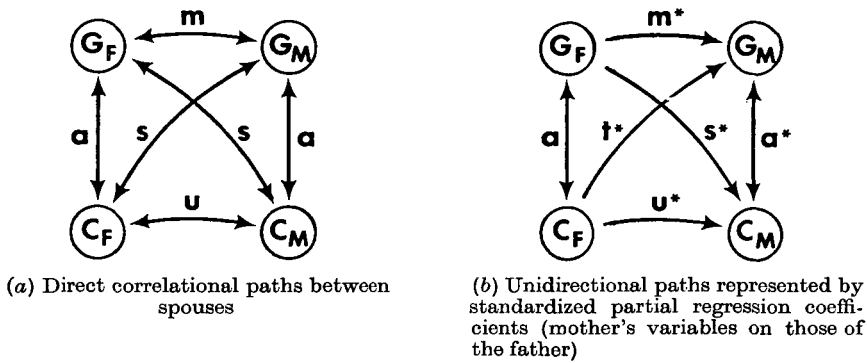 m
G_F G_M
a s s a
u
C_F C_M
(a) Direct correlational paths between
spouses
m*
G_F G_M
a t* s* a*
u*
C_F C_M
(b) Unidirectional paths represented by
standardized partial regression coeffi-
cients (mother's variables on those of
the father)